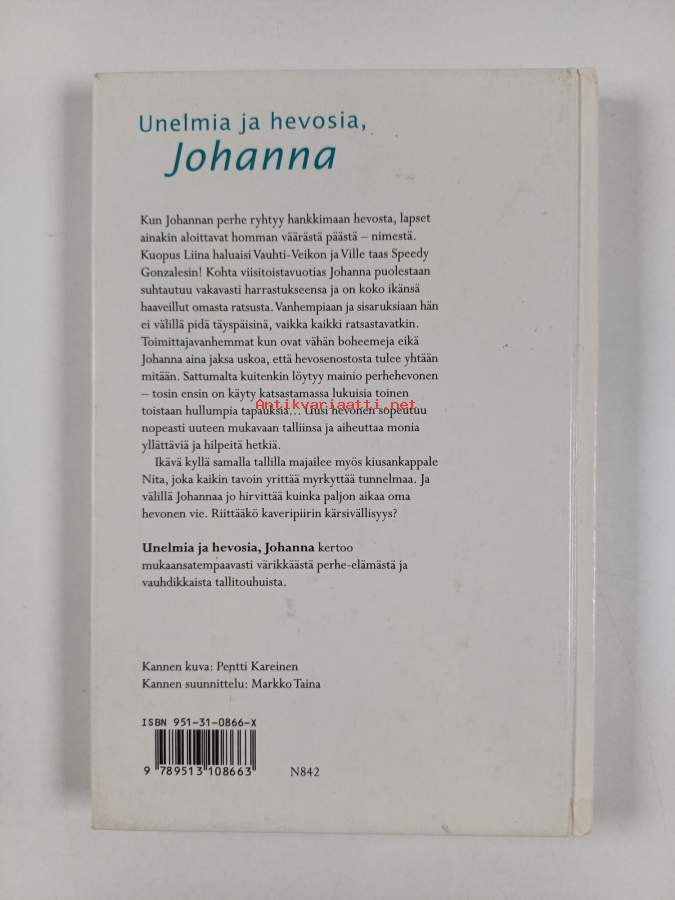 Unelmia ja hevosia,
Johanna
Kun Johannan perhe ryhtyy hankkimaan hevosta, lapset
ainakin aloittavat homman väärästä päästä – nimestä.
Kuopus Liina haluaisi Vauhti-Veikon ja Ville taas Speedy
Gonzalesin! Kohta viisitoistavuotias Johanna puolestaan
suhtautuu vakavasti harrastukseensa ja on koko ikänsä
haaveillut omasta ratsusta. Vanhempiaan ja sisaruksiaan hän
ei välillä pidä täyspäisinä, vaikka kaikki ratsastavatkin.
Toimittajavanhemmat kun ovat vähän boheemeja eikä
Johanna aina jaksa uskoa, että hevosenostosta tulee yhtään
mitään. Sattumalta kuitenkin löytyy mainio perhehevonen
– tosin ensin on käyty katsastamassa lukuisia toinen
toistaan hullumpia tapauksia... Uusi hevonen sopeutuu
Antikvariaatti.net
nopeasti uuteen mukavaan talliinsa ja aiheuttaa monia
yllättäviä ja hilpeitä hetkiä.
Ikävä kyllä samalla tallilla majailee myös kiusankappale
Nita, joka kaikin tavoin yrittää myrkyttää tunnelmaa. Ja
välillä Johannaa jo hirvittää kuinka paljon aikaa oma
hevonen vie. Riittääkö kaveripiirin kärsivällisyys?
Unelmia ja hevosia, Johanna kertoo
mukaansatempaavasti värikkäästä perhe-elämästä ja
vauhdikkaista tallitouhuista.
Kannen kuva: Pentti Kareinen
Kannen suunnittelu: Markko Taina
ISBN 951-31-0866-X
9 789513 108663
N842